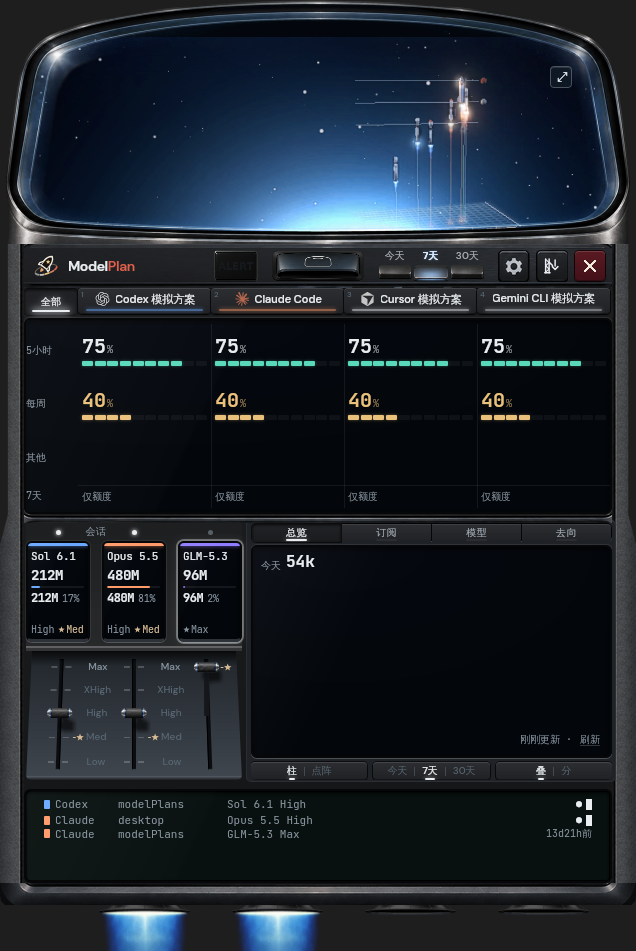 今天 7天 30天
ModelPlan ALERT
全部 1 Codex 模拟方案 2 Claude Code 3 Cursor 模拟方案 4 Gemini CLI 模拟方案
5小时 75% 75% 75% 75%
每周 40% 40% 40% 40%
其他
7天 仅额度 仅额度 仅额度 仅额度
会话
Sol 6.1 Opus 5.5 GLM-5.3
212M 480M 96M
212M 17% 480M 81% 96M 2%
High ★Med High ★Med ★Max
Max Max ★
XHigh XHigh
High High
★Med ★Med
Low Low
总览 订阅 模型 去向
今天 54k
刚刚更新 · 刷新
柱 | 点阵 今天 | 7天 | 30天 叠 | 分
Codex modelPlans Sol 6.1 High
Claude desktop Opus 5.5 High
Claude modelPlans GLM-5.3 Max 13d21h前